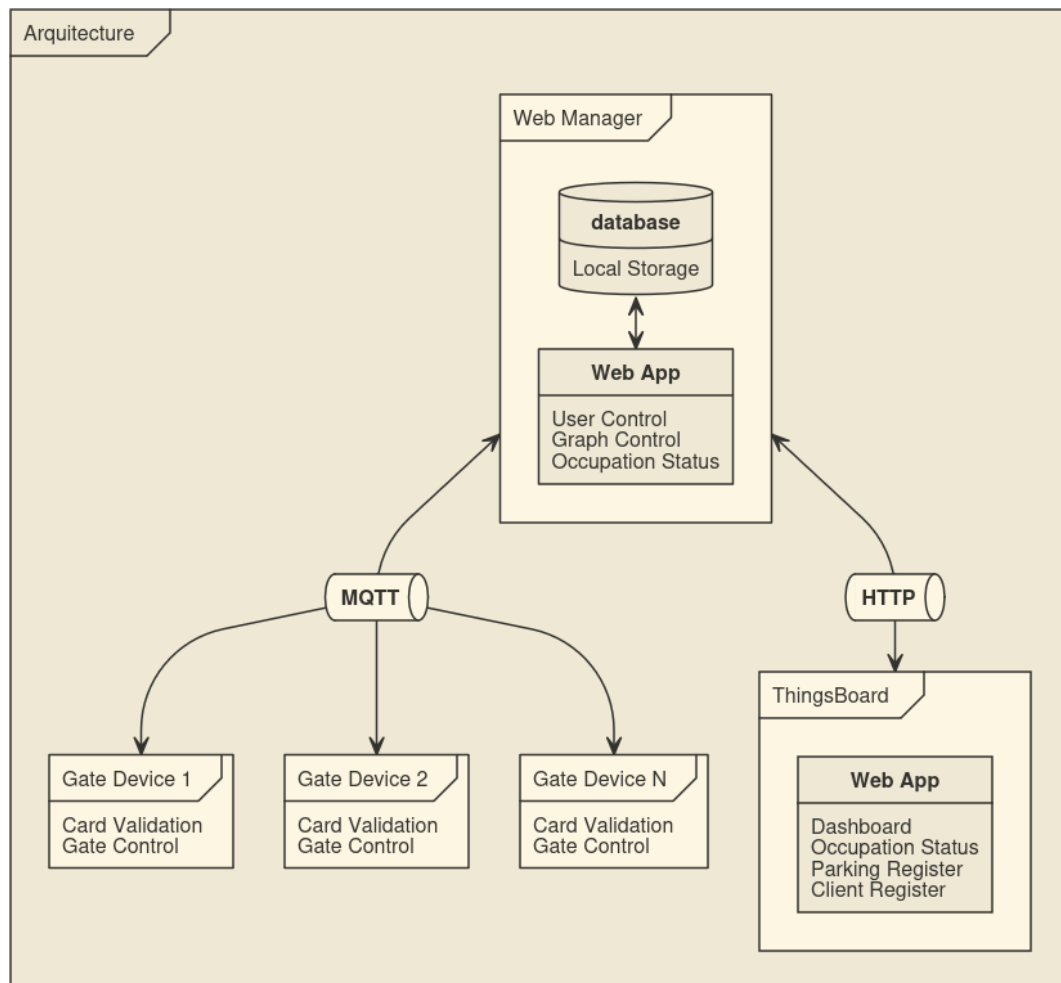 Arquitecture
Web Manager
database
Local Storage
Web App
User Control
Graph Control
Occupation Status
MQTT
HTTP
ThingsBoard
Web App
Dashboard
Occupation Status
Parking Register
Client Register
Gate Device 1
Card Validation
Gate Control
Gate Device 2
Card Validation
Gate Control
Gate Device N
Card Validation
Gate Control